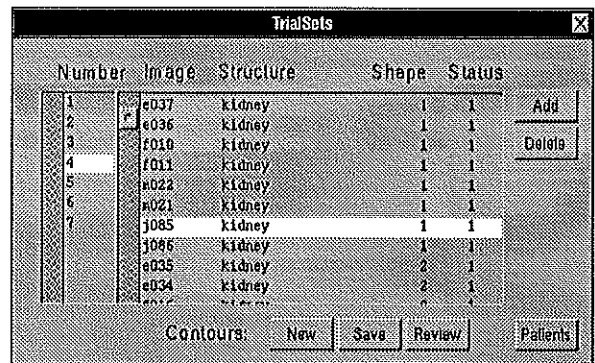 TrialSets
Number Image Structure Shape Status
1 e037 kidney 1 1 Add
2 e036 kidney 1 1
3 f010 kidney 1 1 Delete
4 f011 kidney 1 1
5 m022 kidney 1 1
6 m021 kidney 1 1
7 j085 kidney 1 1
j086 kidney 1 1
e035 kidney 2 1
e034 kidney 2 1
Contours: New Save Review Patients